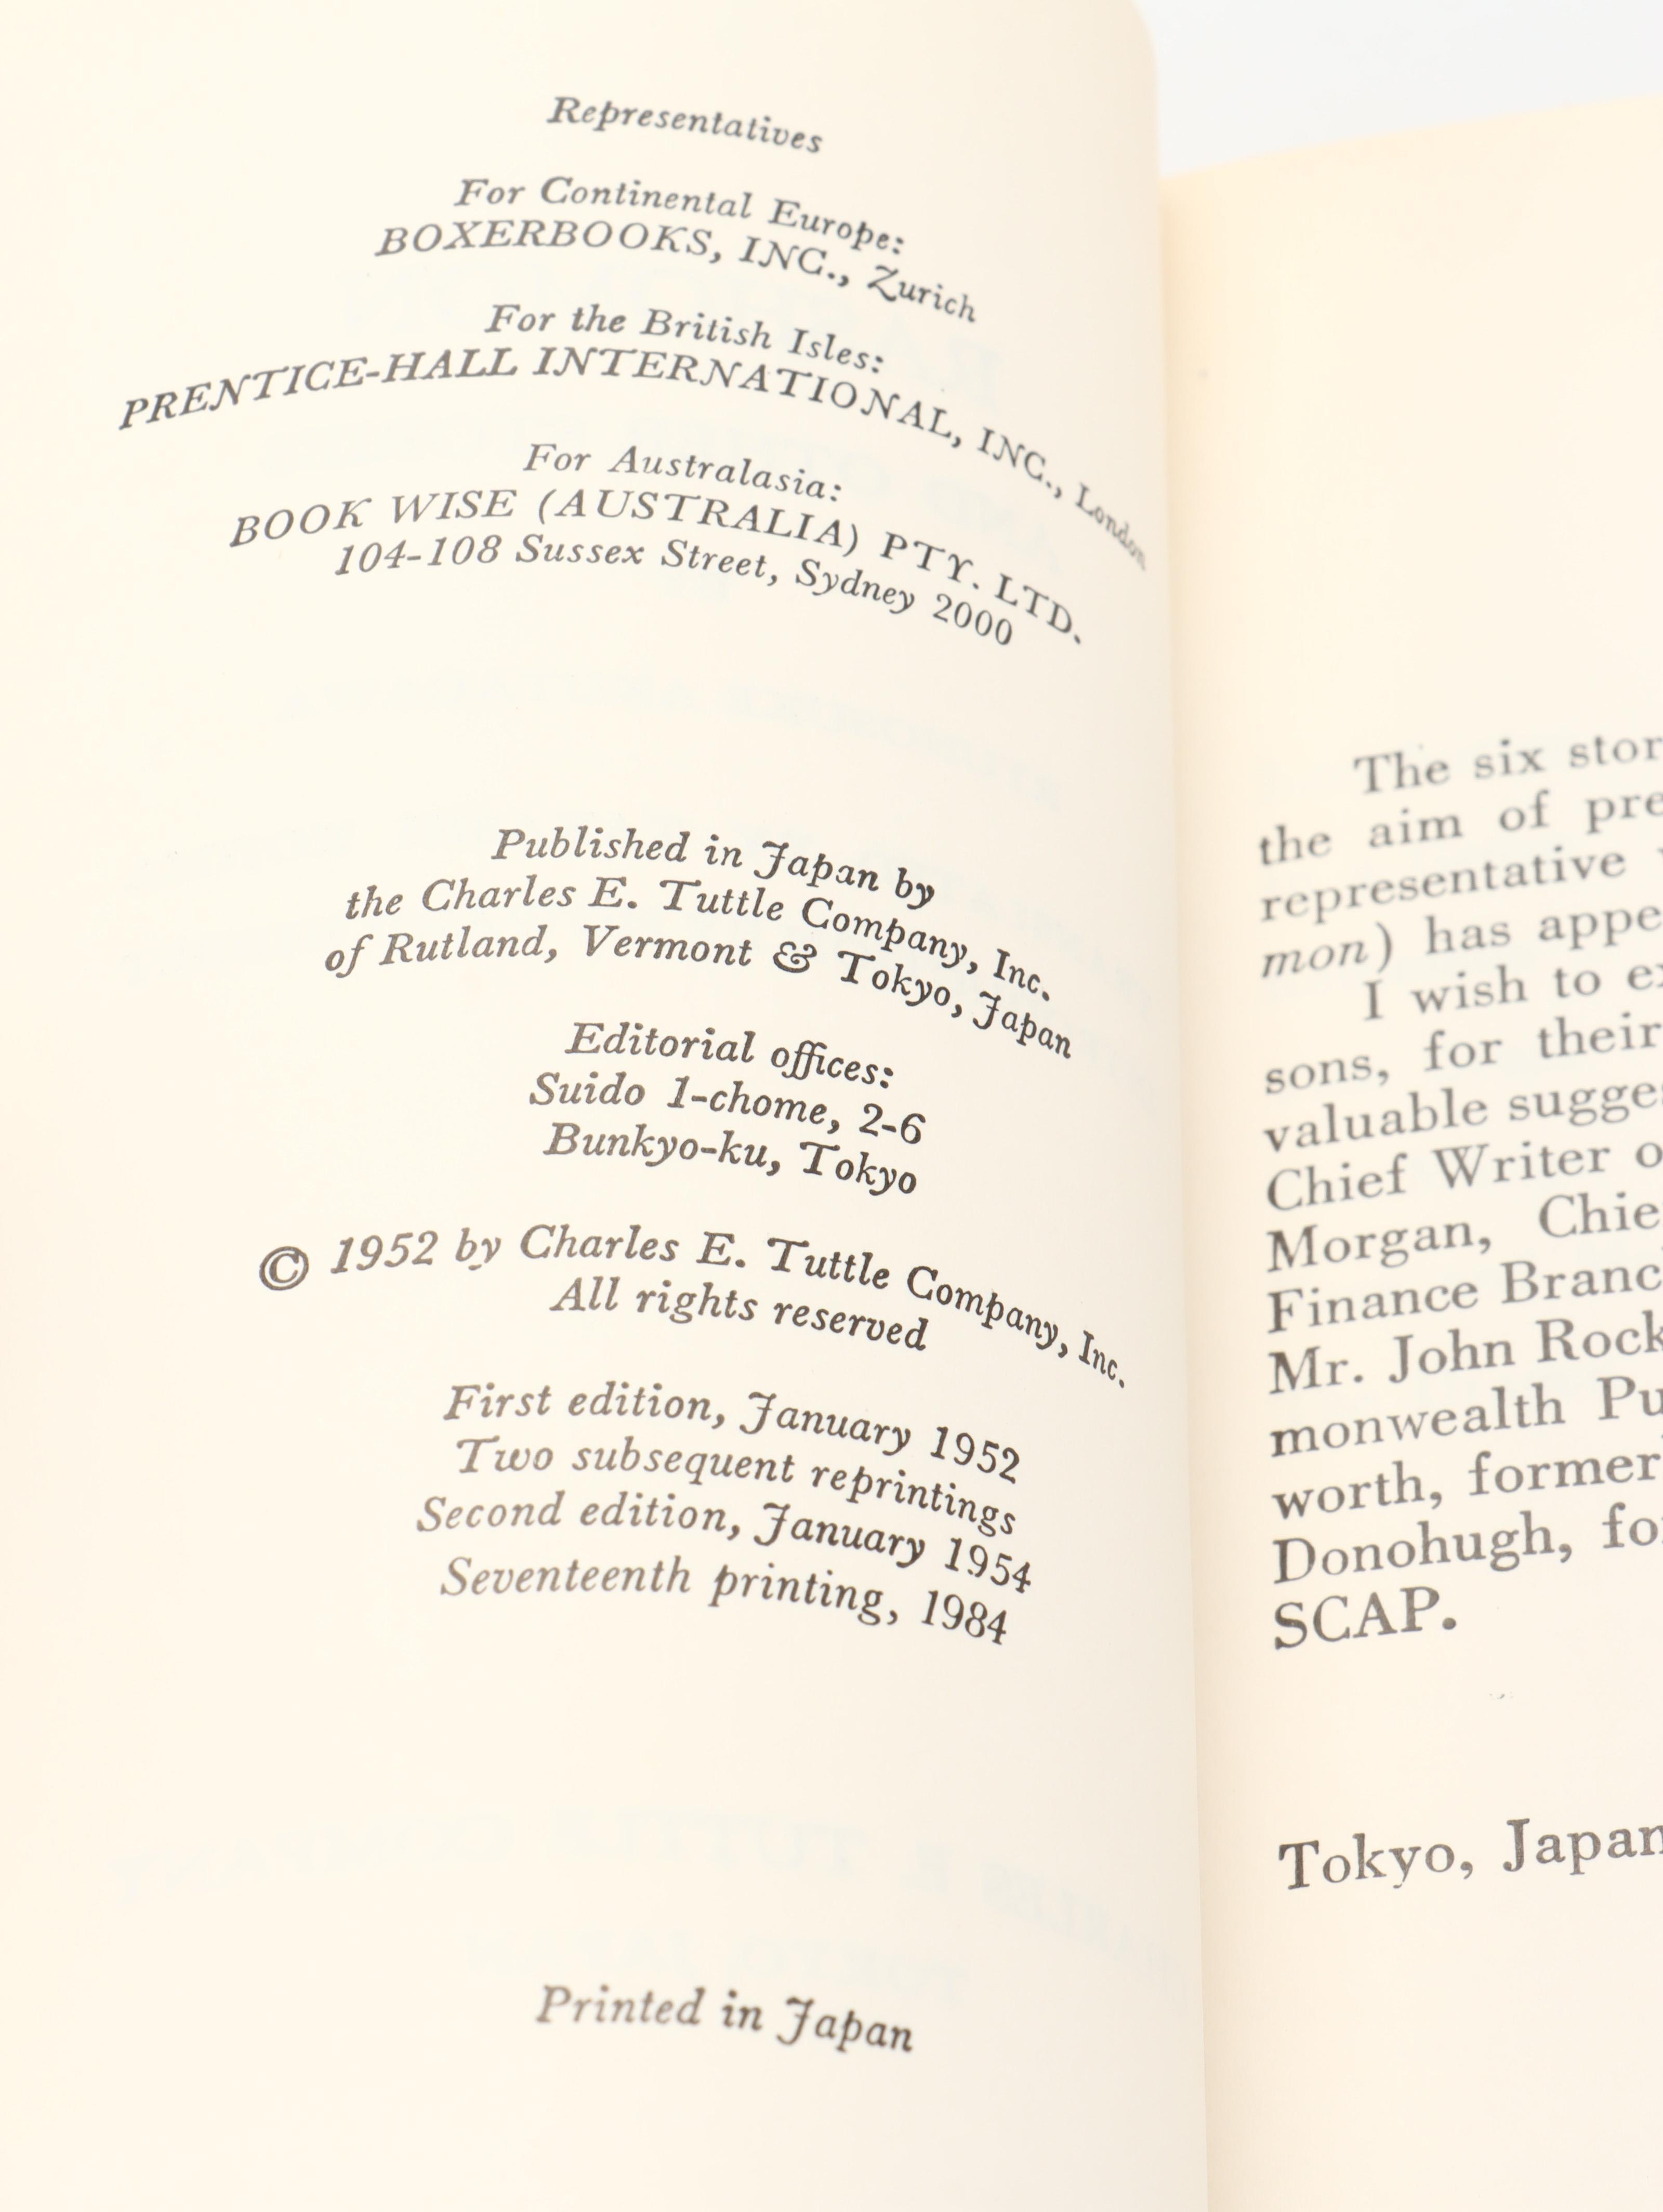 Representatives
For Continental Europe:
BOXERBOOKS, INC., Zurich
For the British Isles:
PRENTICE-HALL INTERNATIONAL, INC., London
For Australasia:
BOOK WISE (AUSTRALIA) PTY. LTD.
104-108 Sussex Street, Sydney 2000
Published in Japan by
the Charles E. Tuttle Company, Inc.
of Rutland, Vermont & Tokyo, Japan
Editorial offices:
Suido 1-chome, 2-6
Bunkyo-ku, Tokyo
© 1952 by Charles E. Tuttle Company, Inc.
All rights reserved
First edition, January 1952
Two subsequent reprintings
Second edition, January 1954
Seventeenth printing, 1984
Printed in Japan
The six stor
the aim of pre
representative
mon) has appe
I wish to ex
sons, for their
valuable sugges
Chief Writer o
Morgan, Chie
Finance Branc
Mr. John Rock
monwealth Pu
worth, former
Donohugh, fo
SCAP.
Tokyo, Japan